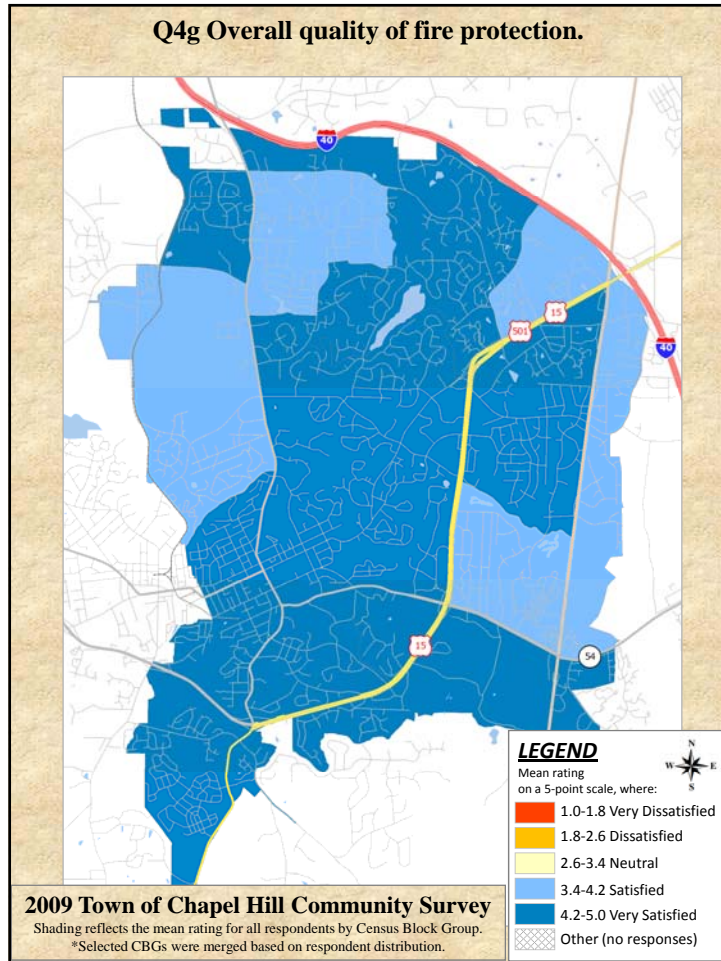 Q4g Overall quality of fire protection.
40
15
501
40
15
54
LEGEND
Mean rating
on a 5-point scale, where:
N
W E
S
1.0-1.8 Very Dissatisfied
1.8-2.6 Dissatisfied
2.6-3.4 Neutral
3.4-4.2 Satisfied
4.2-5.0 Very Satisfied
Other (no responses)
2009 Town of Chapel Hill Community Survey
Shading reflects the mean rating for all respondents by Census Block Group.
*Selected CBGs were merged based on respondent distribution.